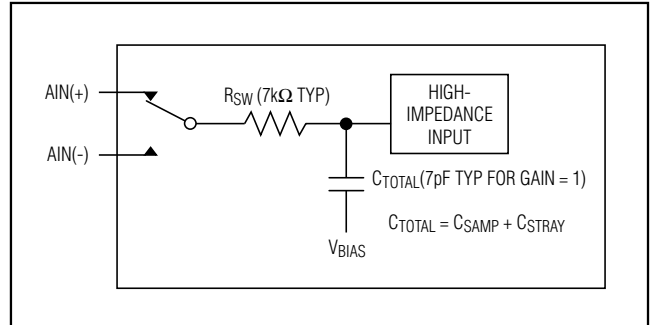 AIN(+)
AIN(-)
RSW (7kΩ TYP)
HIGH-
IMPEDANCE
INPUT
CTOTAL(7pF TYP FOR GAIN = 1)
CTOTAL = CSAMP + CSTRAY
VBIAS